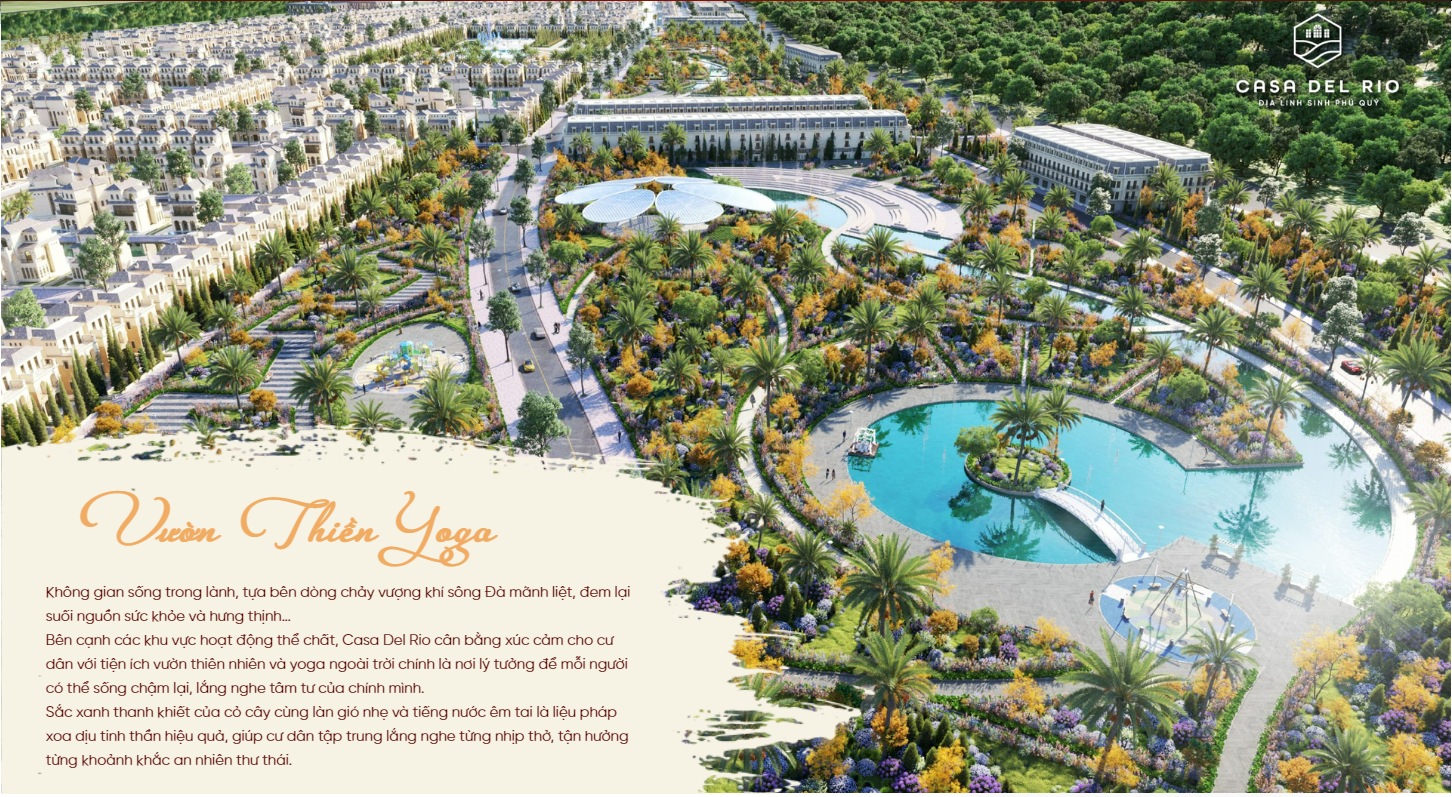 CASA DEL RIO
ĐỊA LINH SINH PHÚ QUÝ
Vườn Thiền Yoga
Không gian sống trong lành, tựa bên dòng chảy vượng khí sông Đà mãnh liệt, đem lại
suối nguồn sức khỏe và hưng thịnh...
Bên cạnh các khu vực hoạt động thể chất, Casa Del Rio cân bằng xúc cảm cho cư
dân với tiện ích vườn thiên nhiên và yoga ngoài trời chính là nơi lý tưởng để mỗi người
có thể sống chậm lại, lắng nghe tâm tư của chính mình.
Sắc xanh thanh khiết của cỏ cây cùng làn gió nhẹ và tiếng nước êm tai là liệu pháp
xoa dịu tinh thần hiệu quả, giúp cư dân tập trung lắng nghe từng nhịp thở, tận hưởng
từng khoảnh khắc an nhiên thư thái.